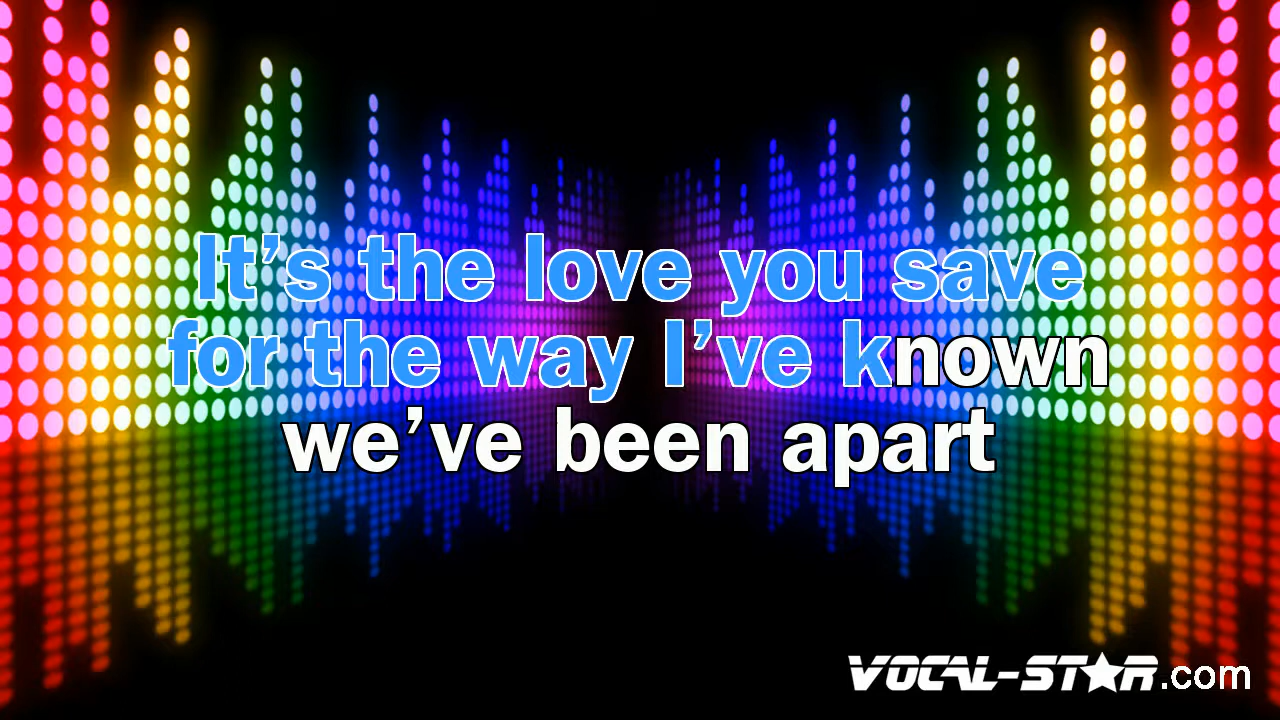 It’s the love you save
for the way I’ve known
we’ve been apart
VOCAL-STAR.com